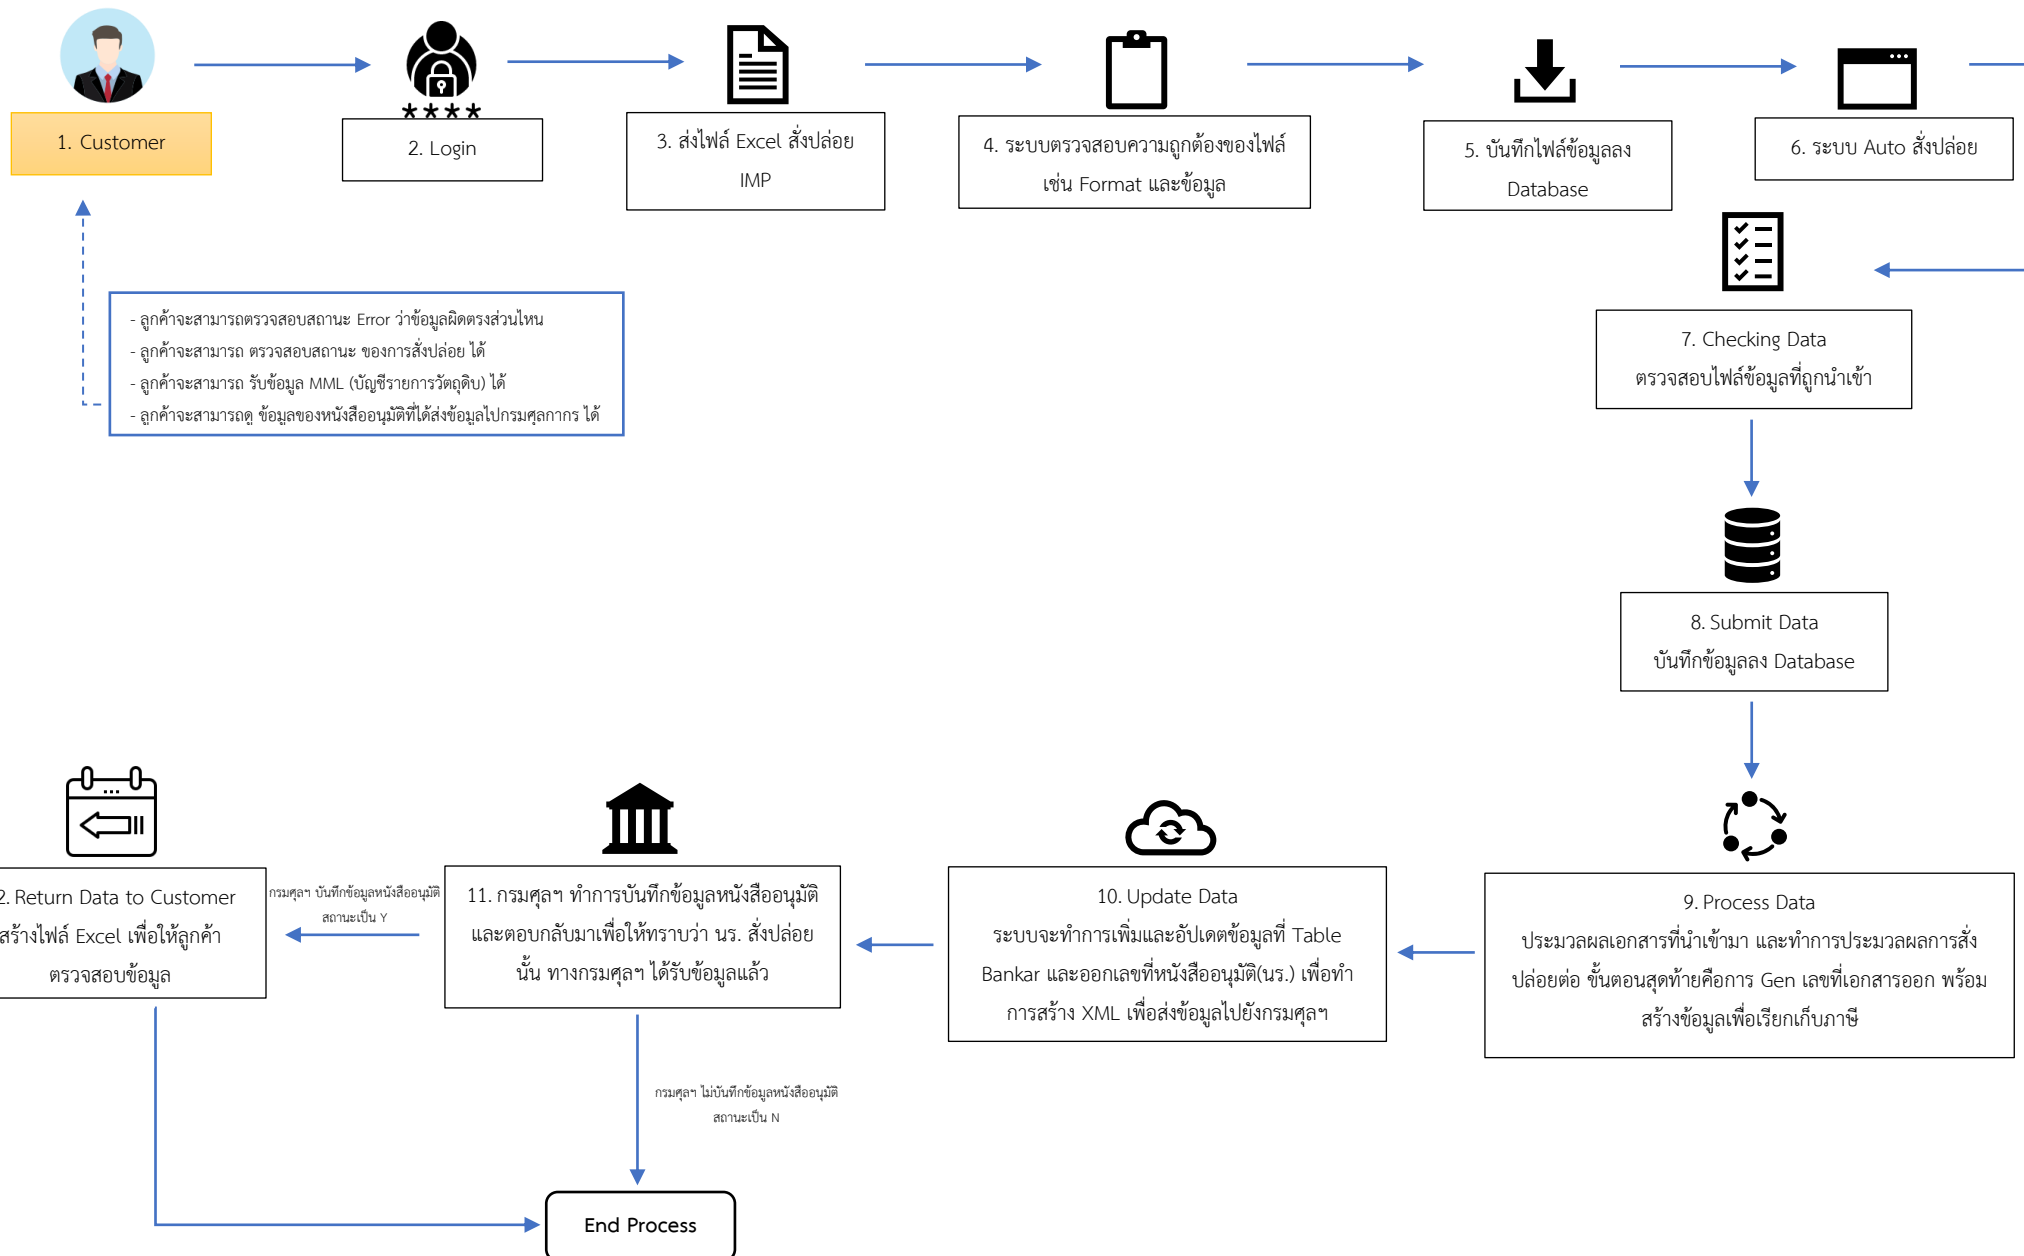 ****
1. Customer
2. Login
3. ส่งไฟล์ Excel สั่งปล่อย
IMP
4. ระบบตรวจสอบความถูกต้องของไฟล์
เช่น Format และข้อมูล
5. บันทึกไฟล์ข้อมูลลง
Database
6. ระบบ Auto สั่งปล่อย
- ลูกค้าจะสามารถตรวจสอบสถานะ Error ว่าข้อมูลผิดตรงส่วนไหน
- ลูกค้าจะสามารถ ตรวจสอบสถานะ ของการสั่งปล่อย ได้
- ลูกค้าจะสามารถ รับข้อมูล MML (บัญชีรายการวัตถุดิบ) ได้
- ลูกค้าจะสามารถดู ข้อมูลของหนังสืออนุมัติที่ได้ส่งข้อมูลไปกรมศุลกากร ได้
7. Checking Data
ตรวจสอบไฟล์ข้อมูลที่ถูกนำเข้า
8. Submit Data
บันทึกข้อมูลลง Database
9. Process Data
ประมวลผลเอกสารที่นำเข้ามา และทำการประมวลผลการสั่ง
ปล่อยต่อ ขั้นตอนสุดท้ายคือการ Gen เลขที่เอกสารออก พร้อม
สร้างข้อมูลเพื่อเรียกเก็บภาษี
10. Update Data
ระบบจะทำการเพิ่มและอัปเดตข้อมูลที่ Table
Bankar และออกเลขที่หนังสืออนุมัติ(นร.) เพื่อทำ
การสร้าง XML เพื่อส่งข้อมูลไปยังกรมศุลฯ
11. กรมศุลฯ ทำการบันทึกข้อมูลหนังสืออนุมัติ
และตอบกลับมาเพื่อให้ทราบว่า นร. สั่งปล่อย
นั้น ทางกรมศุลฯ ได้รับข้อมูลแล้ว
กรมศุลฯ บันทึกข้อมูลหนังสืออนุมัติ
สถานะเป็น Y
2. Return Data to Customer
สร้างไฟล์ Excel เพื่อให้ลูกค้า
ตรวจสอบข้อมูล
กรมศุลฯ ไม่บันทึกข้อมูลหนังสืออนุมัติ
สถานะเป็น N
End Process